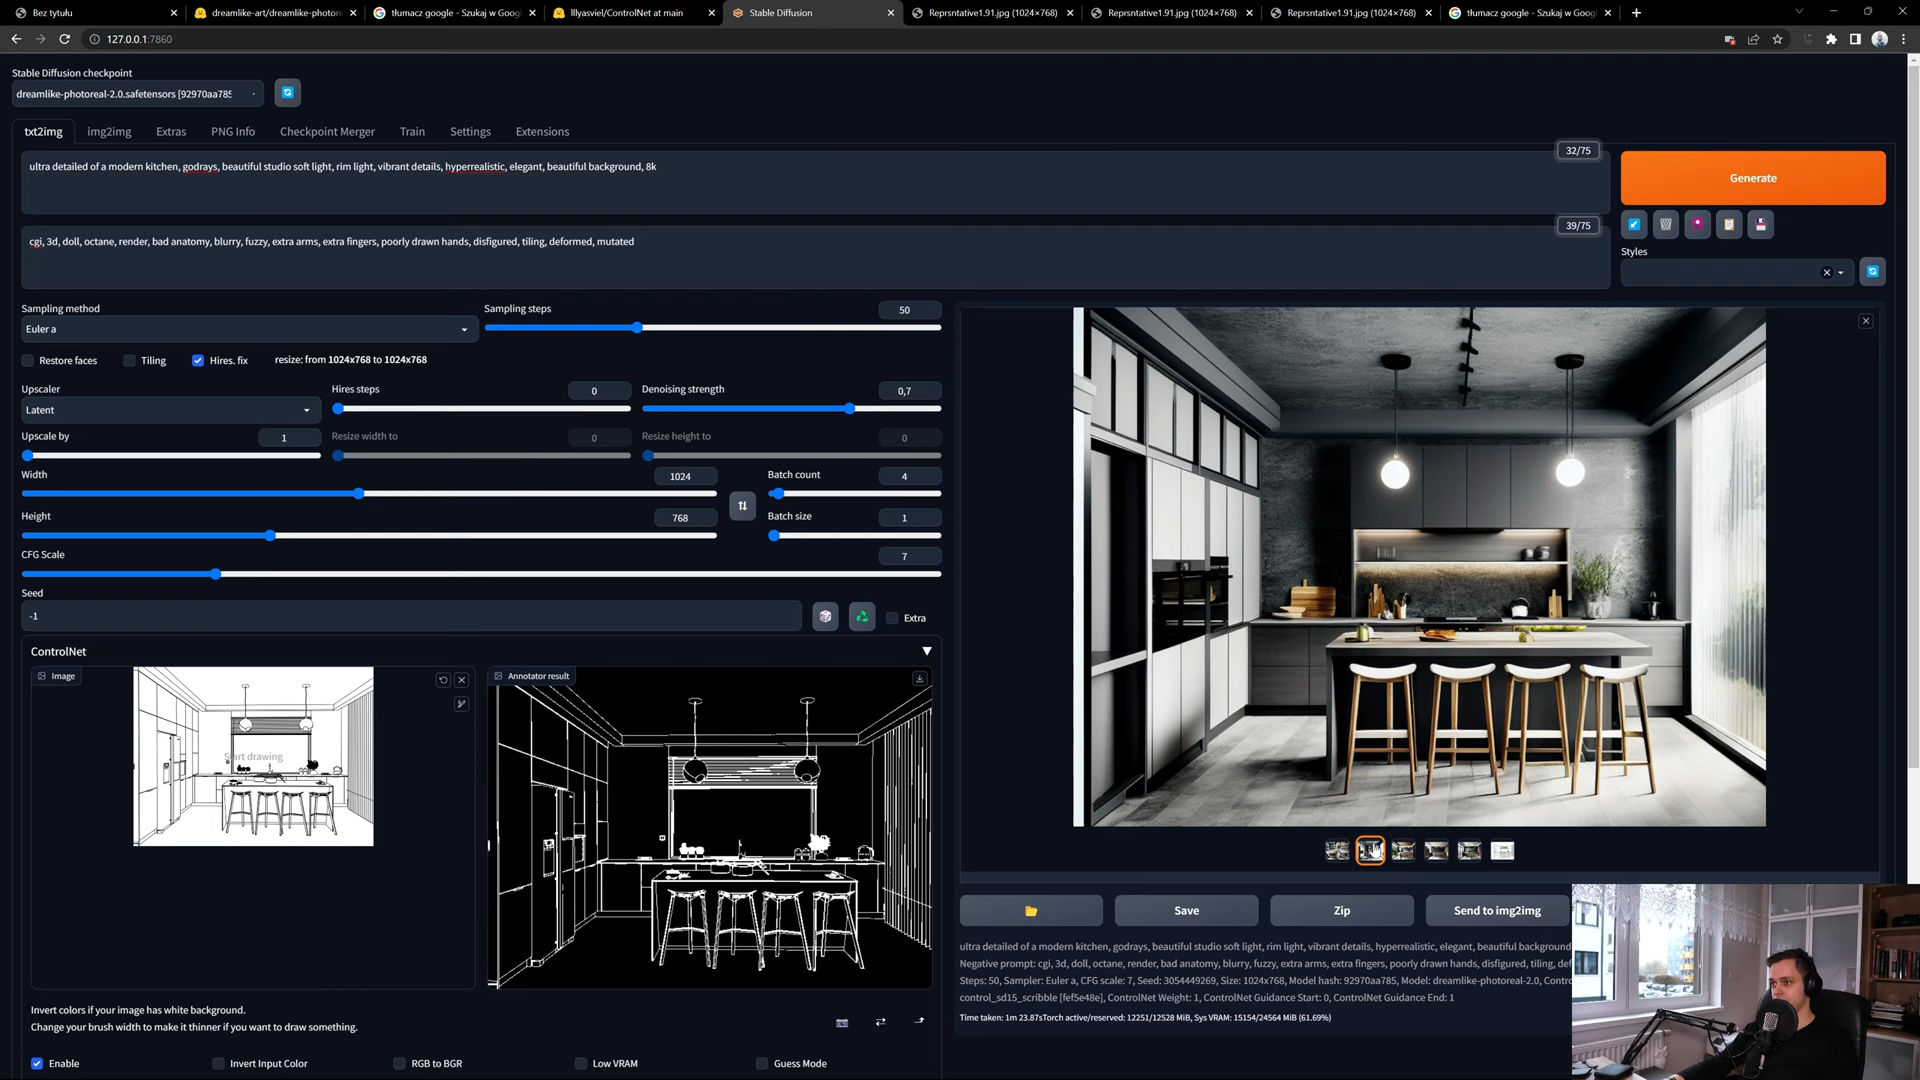 Bez tytułu
dreamlike-art/dreamlike-photore
tłumacz google - Szukaj w Goog
Illyasviel/ControlNet at main
Stable Diffusion
Reprsntative1.91.jpg (1024×768)
Reprsntative1.91.jpg (1024×768)
Reprsntative1.91.jpg (1024×768)
tłumacz google - Szukaj w Goog
127.0.0.1:7860
Stable Diffusion checkpoint
dreamlike-photoreal-2.0.safetensors [92970aa785
txt2img img2img Extras PNG Info Checkpoint Merger Train Settings Extensions
32/75
ultra detailed of a modern kitchen, godrays, beautiful studio soft light, rim light, vibrant details, hyperrealistic, elegant, beautiful background, 8k
Generate
39/75
cgi, 3d, doll, octane, render, bad anatomy, blurry, fuzzy, extra arms, extra fingers, poorly drawn hands, disfigured, tiling, deformed, mutated
Styles
Sampling method
Euler a
Sampling steps
50
Restore faces
Tiling
Hires. fix
resize: from 1024x768 to 1024x768
Upscaler
Latent
Hires steps
0
Denoising strength
0,7
Upscale by
1
Resize width to
0
Resize height to
0
Width
1024
Batch count
4
Height
768
Batch size
1
CFG Scale
7
Seed
-1
Extra
ControlNet
Image
Start drawing
Annotator result
Invert colors if your image has white background.
Change your brush width to make it thinner if you want to draw something.
Enable
Invert Input Color
RGB to BGR
Low VRAM
Guess Mode
Save
Zip
Send to img2img
ultra detailed of a modern kitchen, godrays, beautiful studio soft light, rim light, vibrant details, hyperrealistic, elegant, beautiful background
Negative prompt: cgi, 3d, doll, octane, render, bad anatomy, blurry, fuzzy, extra arms, extra fingers, poorly drawn hands, disfigured, tiling, def
Steps: 50, Sampler: Euler a, CFG scale: 7, Seed: 3054449269, Size: 1024x768, Model hash: 92970aa785, Model: dreamlike-photoreal-2.0, Contro
control_sd15_scribble [fef5e48e], ControlNet Weight: 1, ControlNet Guidance Start: 0, ControlNet Guidance End: 1
Time taken: 1m 23.87sTorch active/reserved: 12251/12528 MiB, Sys VRAM: 15154/24564 MiB (61.69%)